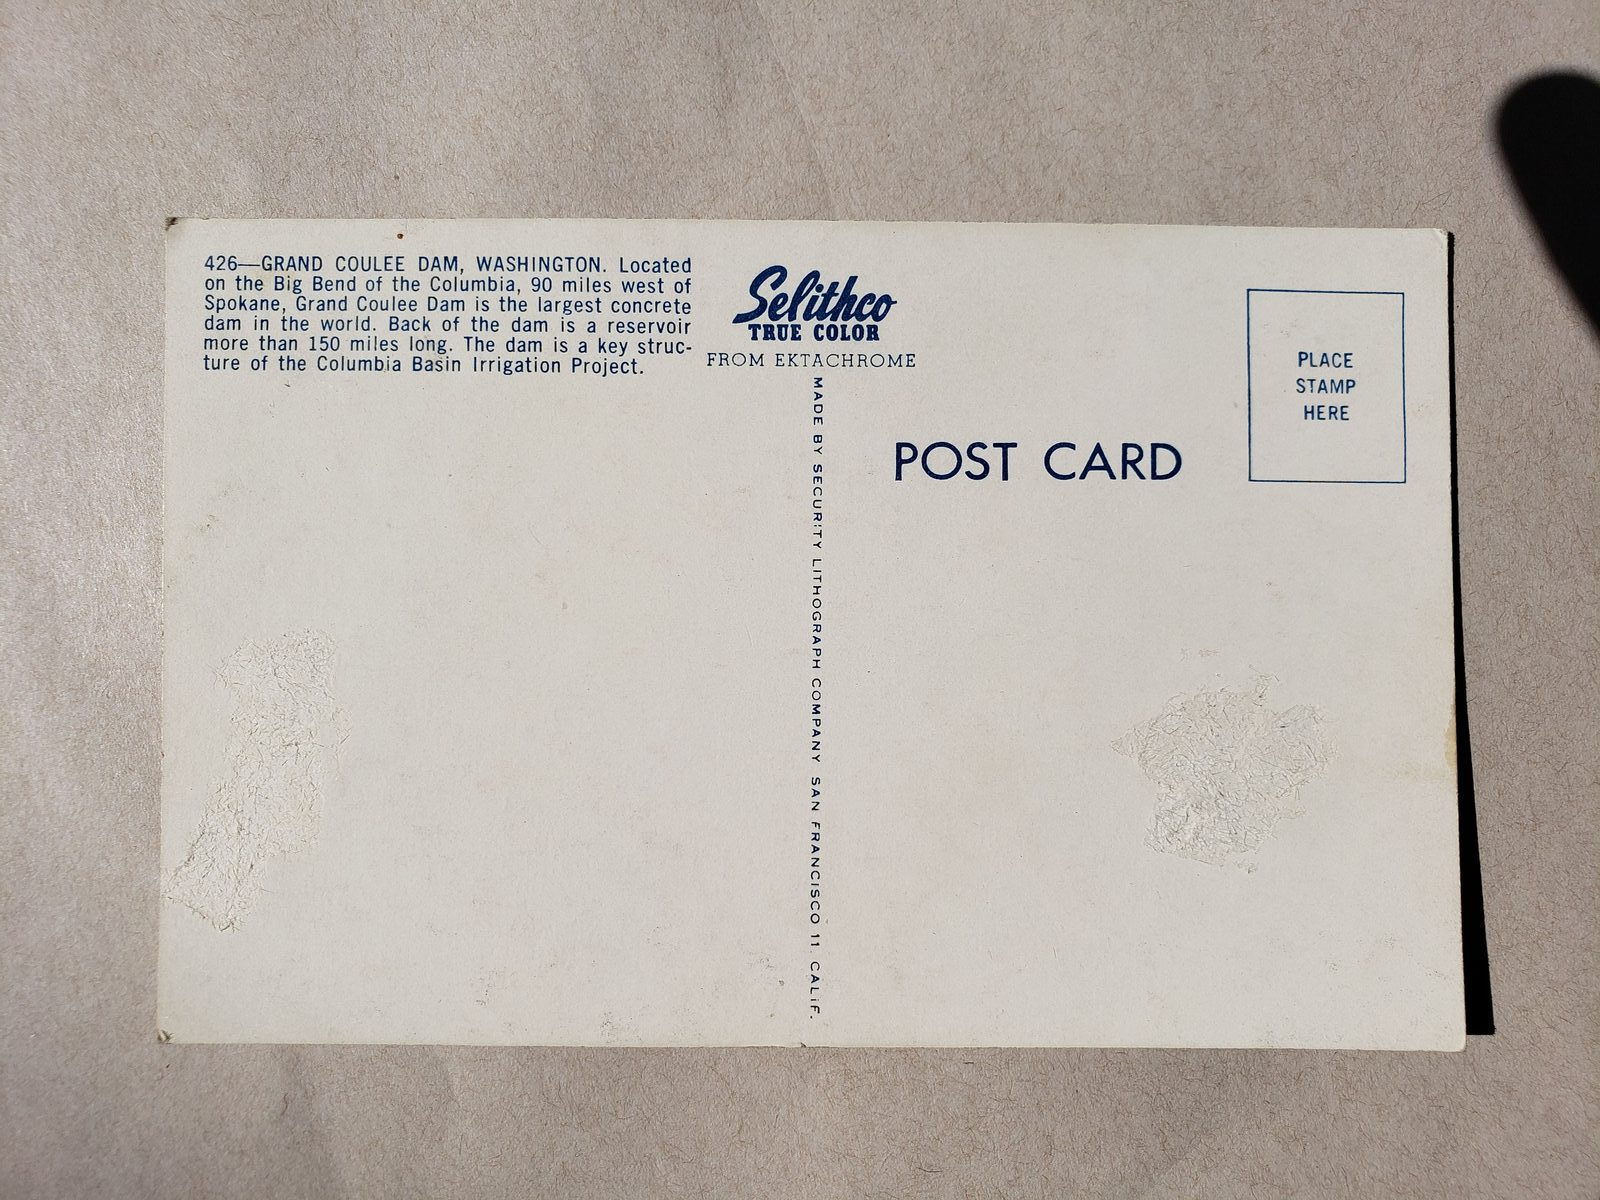 426—GRAND COULEE DAM, WASHINGTON. Located
on the Big Bend of the Columbia, 90 miles west of
Spokane, Grand Coulee Dam is the largest concrete
dam in the world. Back of the dam is a reservoir
more than 150 miles long. The dam is a key struc-
ture of the Columbia Basin Irrigation Project.
Selithco
TRUE COLOR
FROM EKTACHROME
MADE BY SECURITY LITHOGRAPH COMPANY SAN FRANCISCO 11 CALIF.
POST CARD
PLACE
STAMP
HERE